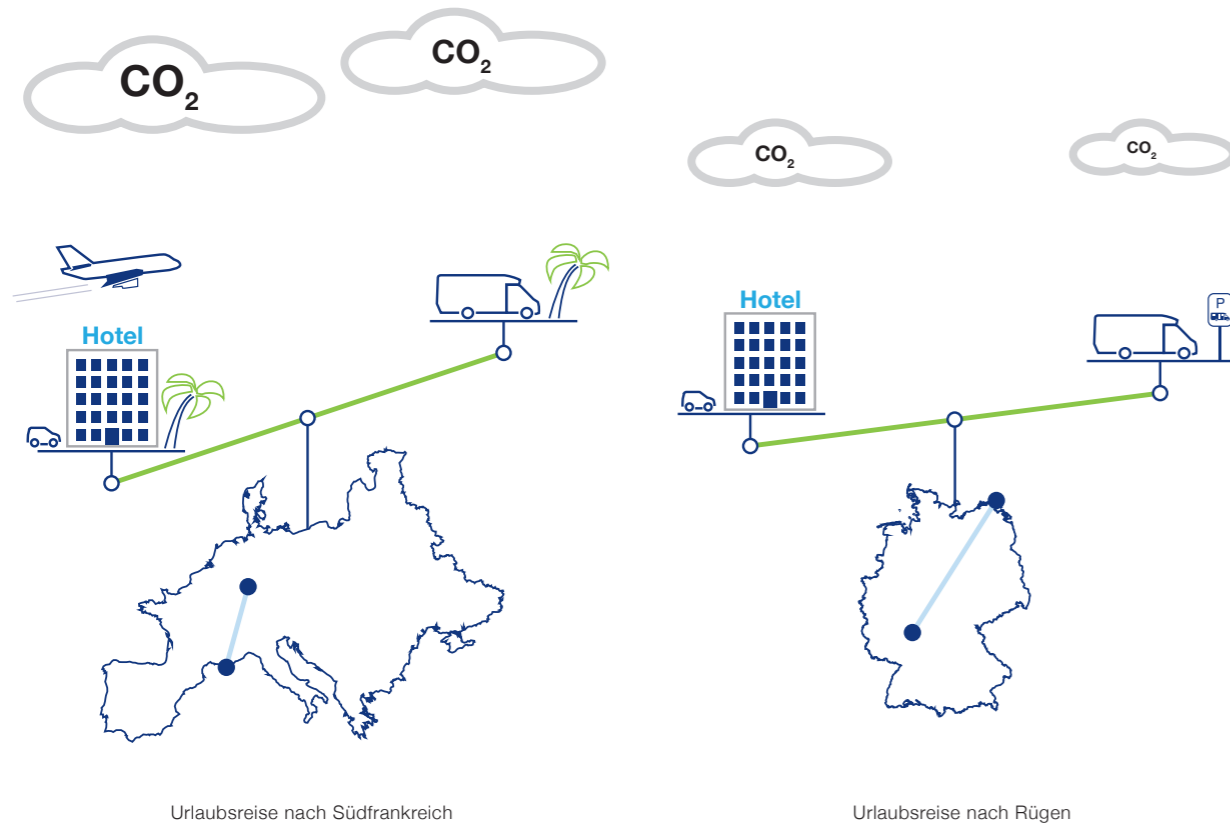 CO₂
CO₂
CO₂
CO₂
Hotel
Hotel
P
Urlaubsreise nach Südfrankreich
Urlaubsreise nach Rügen